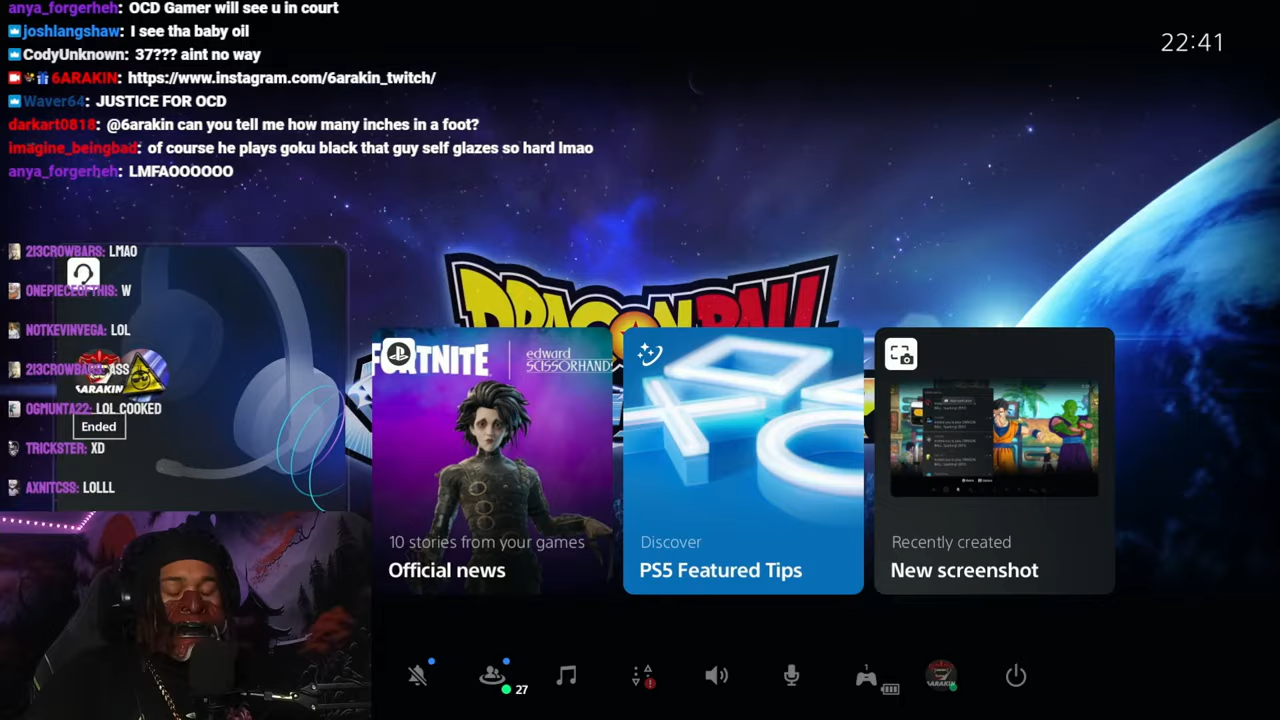 anya_forgerheh: OCD Gamer will see u in court
joshlangshaw: I see tha baby oil
CodyUnknown: 37??? aint no way
6ARAKIN: https://www.instagram.com/6arakin_twitch/
Waver64: JUSTICE FOR OCD
darkart0818: @6arakin can you tell me how many inches in a foot?
imagine_beingbad: of course he plays goku black that guy self glazes so hard lmao
anya_forgerheh: LMFAOOOOOO
22:41
213CROWBARS: LMAO
ONEPIECEOFTHIS: W
NOTKEVINVEGA: LOL
213CROWBARS: ASS
6ARAKIN
OGMUNTA22: LOL COOKED
Ended
TRICKSTER: XD
AXNITCSS: LOLLL
DRAGON BALL
FORTNITE
edward
SCISSORHANDS
10 stories from your games
Official news
Discover
PS5 Featured Tips
Recently created
New screenshot
27